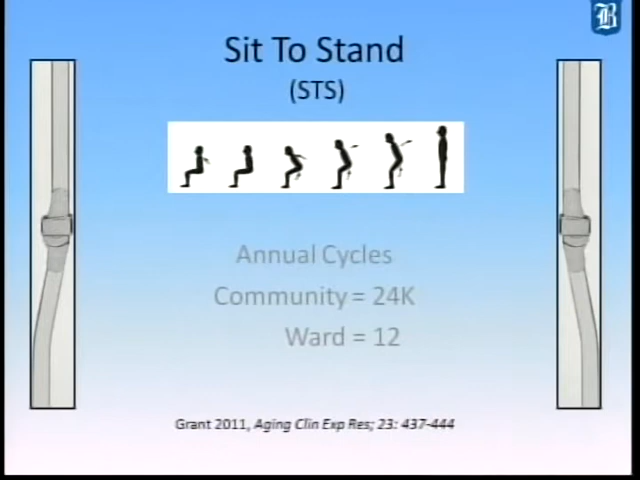 B
Sit To Stand
(STS)
Annual Cycles
Community = 24K
Ward = 12
Grant 2011, Aging Clin Exp Res; 23: 437-444